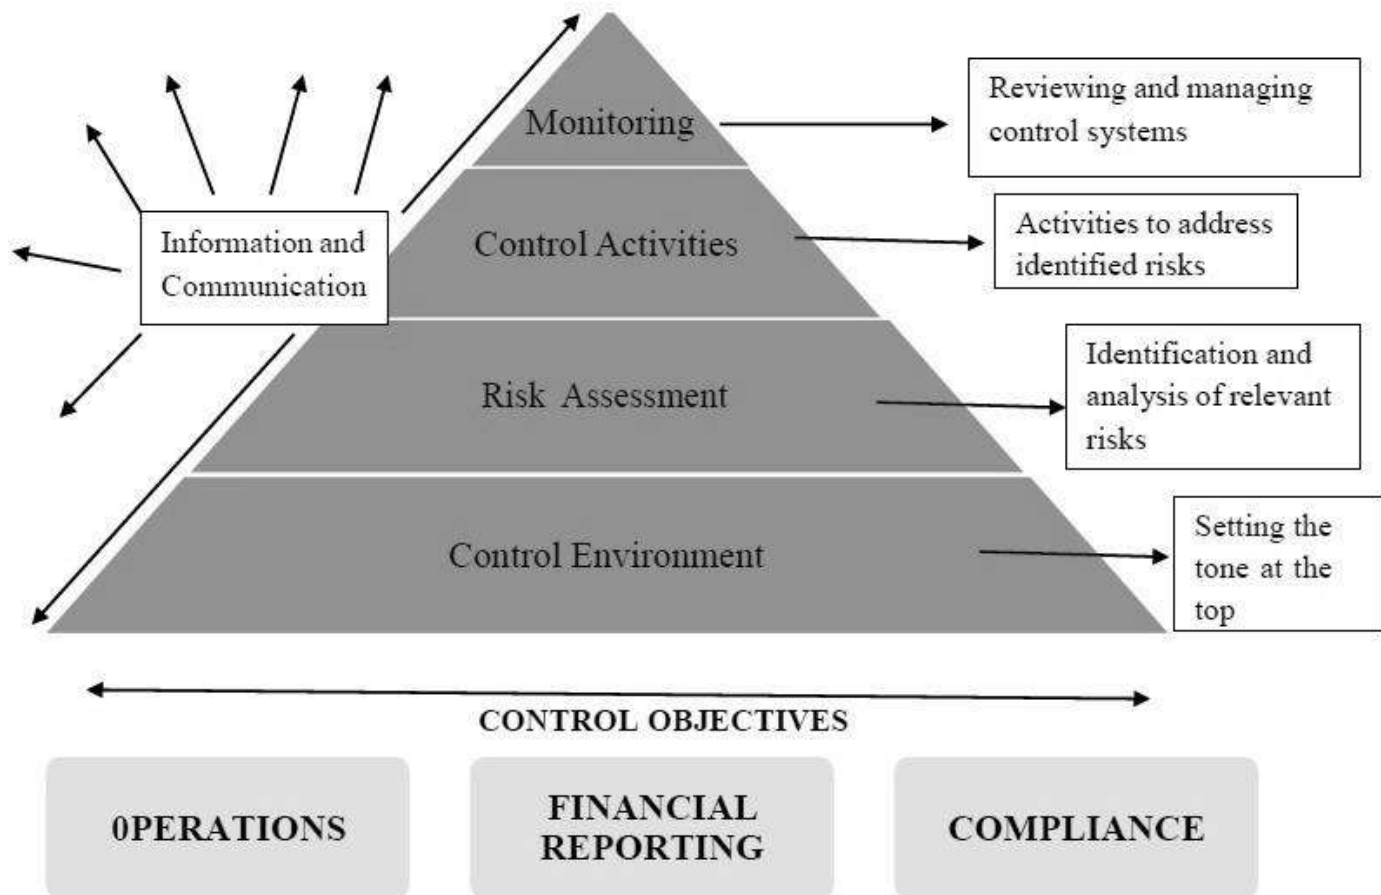 Monitoring
Reviewing and managing
control systems
Information and
Communication
Control Activities
Activities to address
identified risks
Risk Assessment
Identification and
analysis of relevant
risks
Control Environment
Setting the
tone at the
top
CONTROL OBJECTIVES
0PERATIONS
FINANCIAL
REPORTING
COMPLIANCE